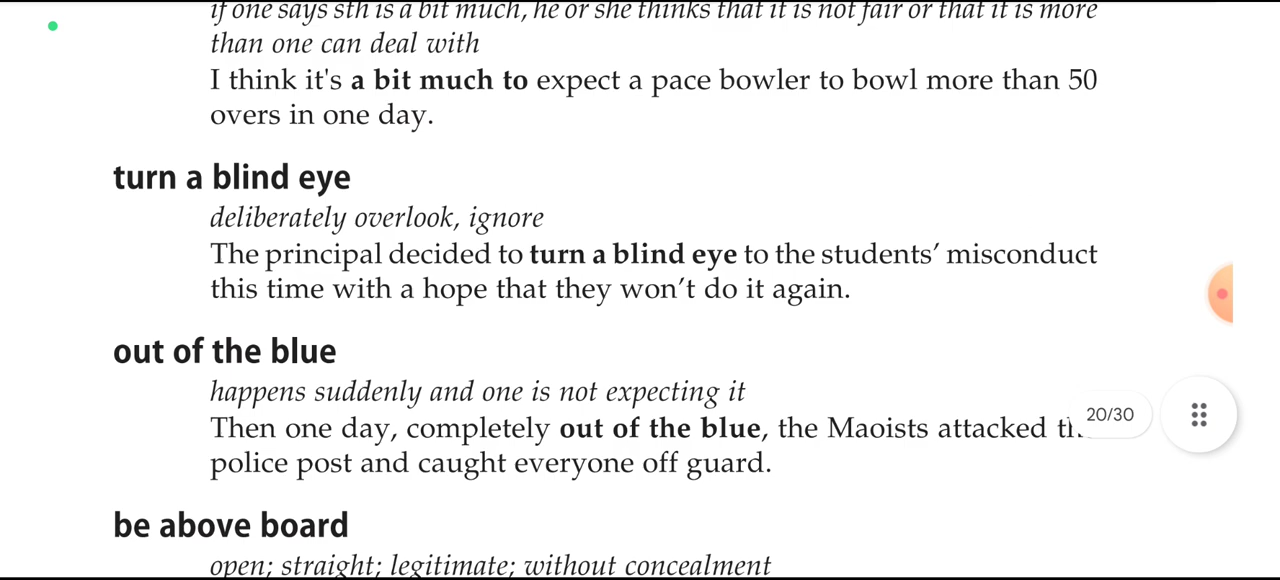 if one says sth is a bit much, he or she thinks that it is not fair or that it is more
than one can deal with
I think it's a bit much to expect a pace bowler to bowl more than 50
overs in one day.
turn a blind eye
deliberately overlook, ignore
The principal decided to turn a blind eye to the students’ misconduct
this time with a hope that they won’t do it again.
out of the blue
happens suddenly and one is not expecting it
Then one day, completely out of the blue, the Maoists attacked
20/30
police post and caught everyone off guard.
be above board
open; straight; legitimate; without concealment